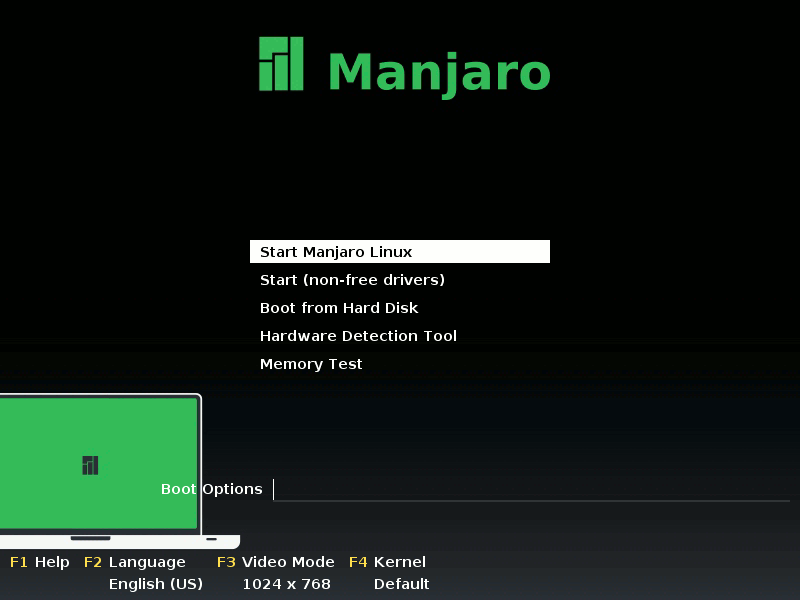 Manjaro
Start Manjaro Linux
Start (non-free drivers)
Boot from Hard Disk
Hardware Detection Tool
Memory Test
Boot Options
F1 Help F2 Language F3 Video Mode F4 Kernel
English (US) 1024 x 768 Default